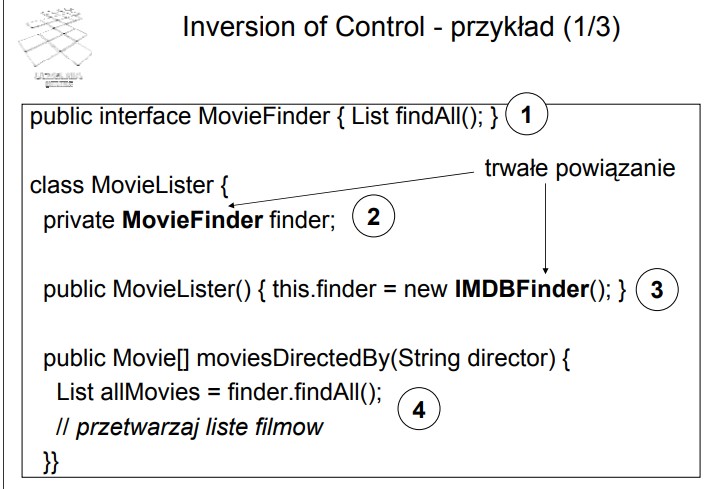 Inversion of Control - przykład (1/3)
public interface MovieFinder { List findAll(); } 1
trwałe powiązanie
class MovieLister {
private MovieFinder finder; 2
public MovieLister() { this.finder = new IMDBFinder(); } 3
public Movie[] moviesDirectedBy(String director) {
List allMovies = finder.findAll();
4
// przetwarzaj liste filmow
}}